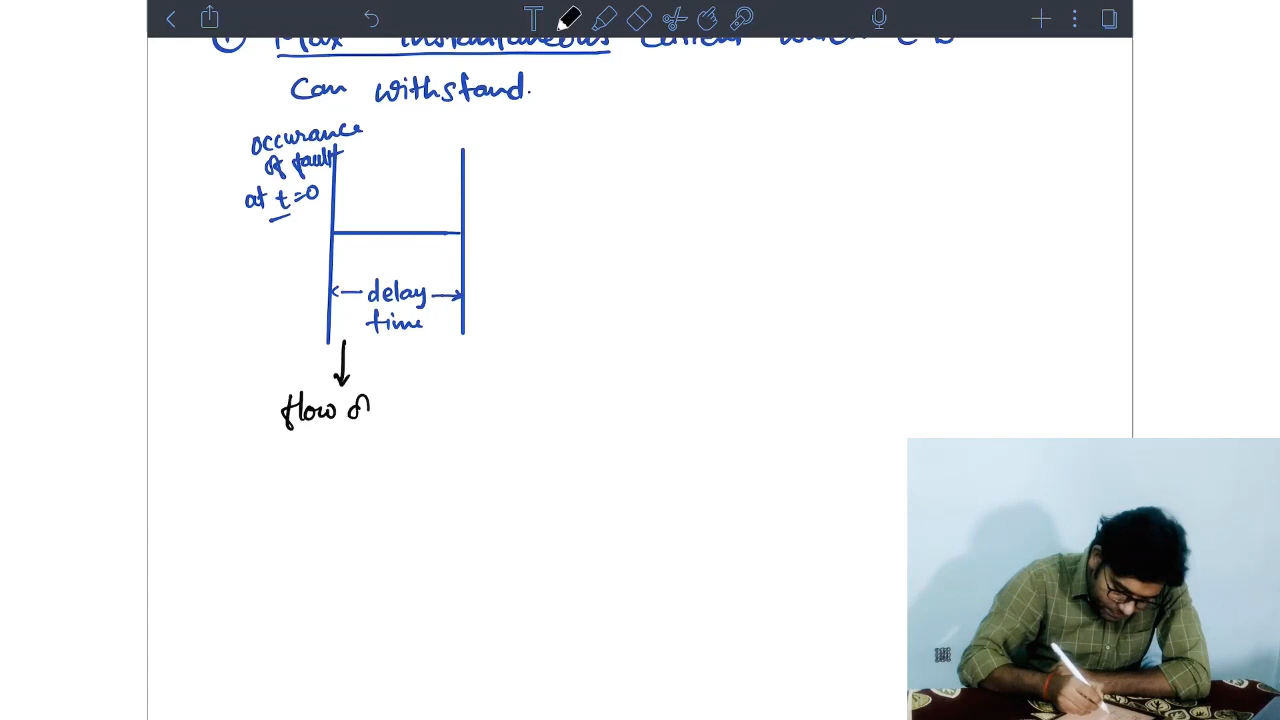 can withstand.
occurance
of fault
at t=0
delay
time
flow of